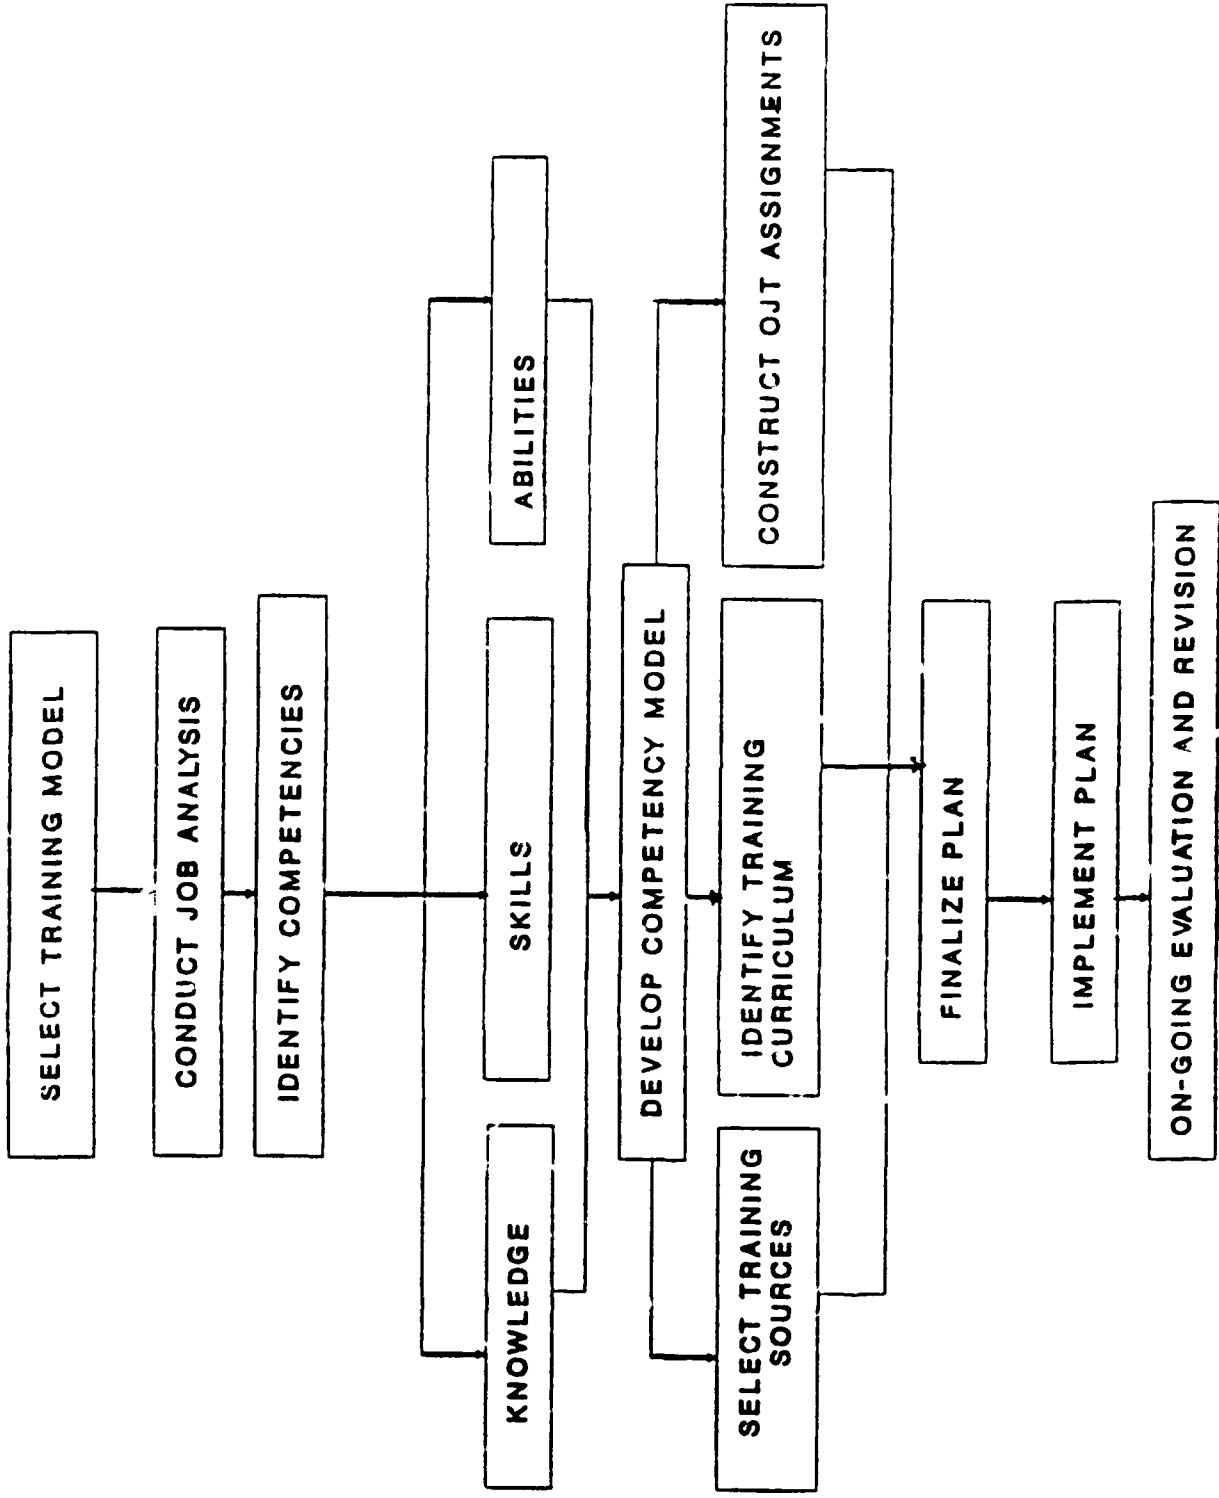 SELECT TRAINING MODEL
CONDUCT JOB ANALYSIS
IDENTIFY COMPETENCIES
KNOWLEDGE
SKILLS
ABILITIES
DEVELOP COMPETENCY MODEL
SELECT TRAINING
SOURCES
IDENTIFY TRAINING
CURRICULUM
CONSTRUCT OJT ASSIGNMENTS
FINALIZE PLAN
IMPLEMENT PLAN
ON-GOING EVALUATION AND REVISION